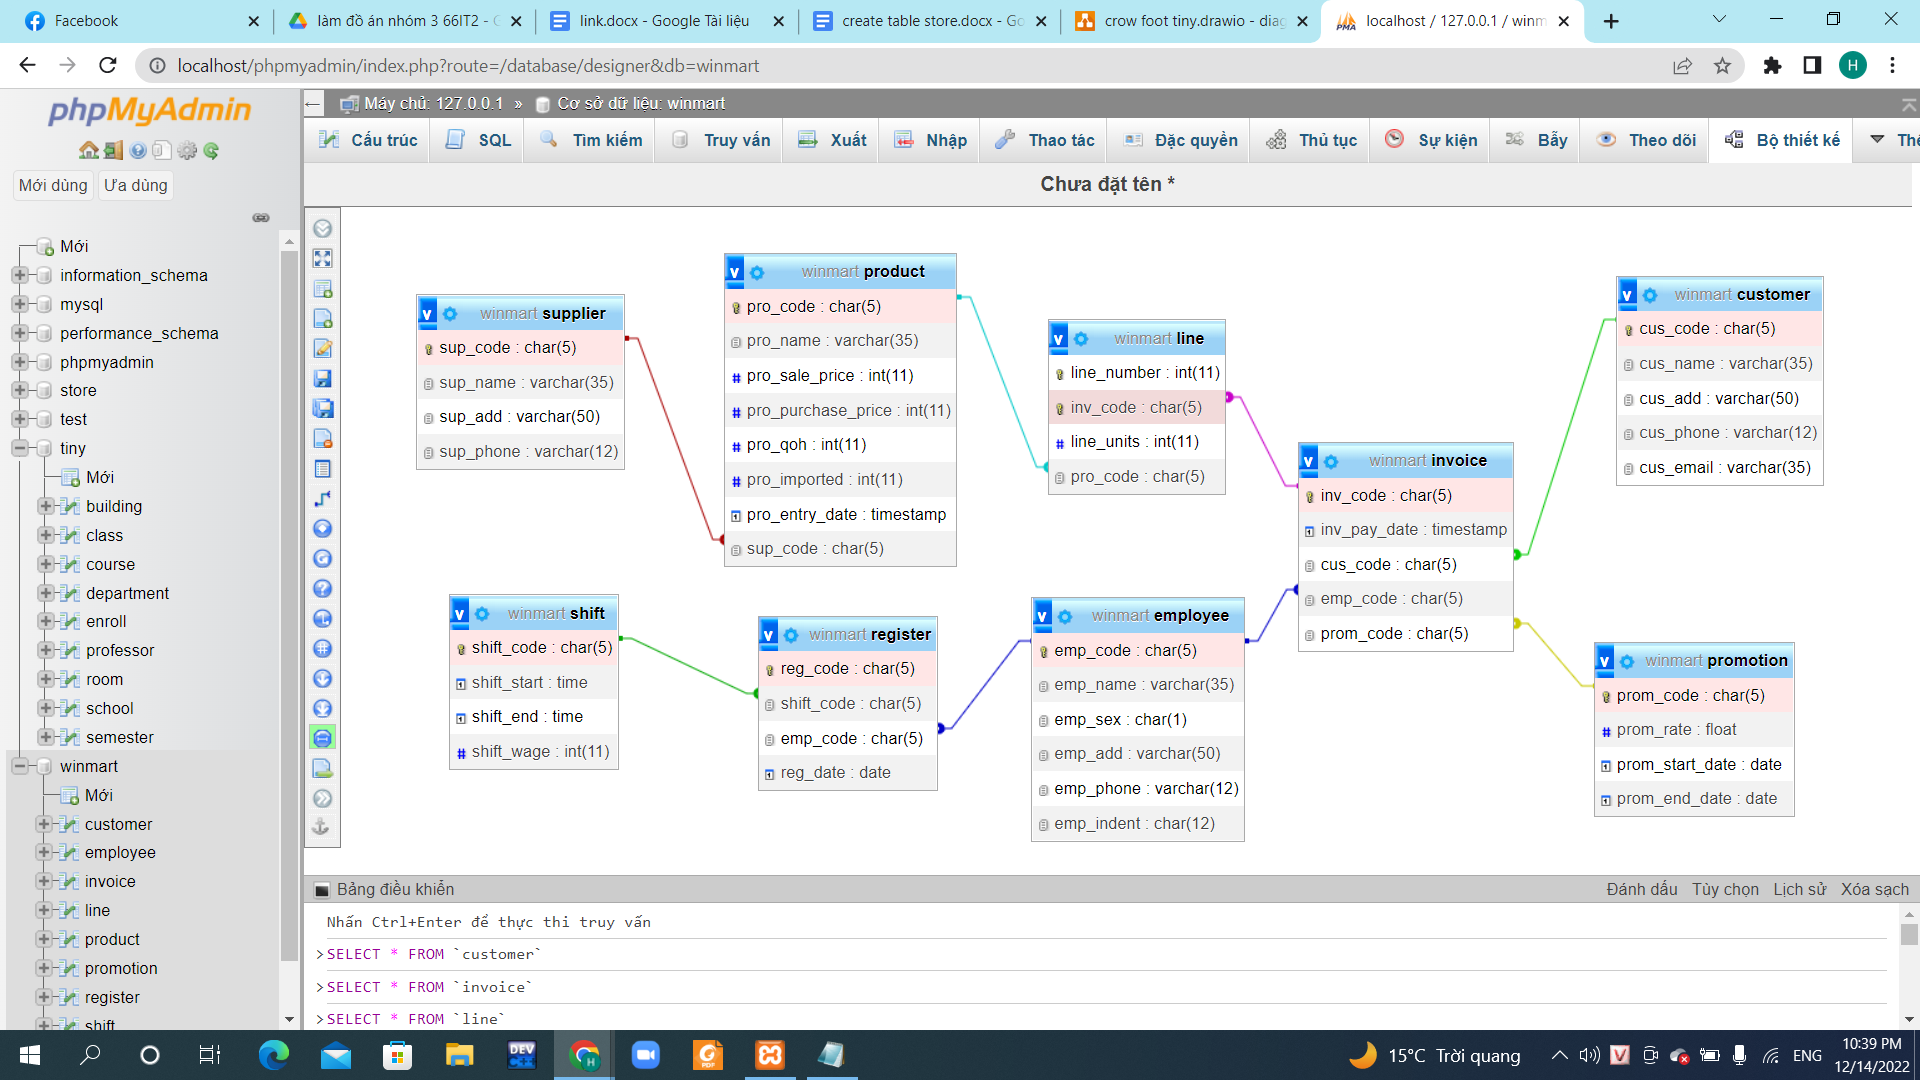 Facebook
làm đồ án nhóm 3 66IT2 - G
link.docx - Google Tài liệu
create table store.docx - Go
crow foot tiny.drawio - diag
localhost / 127.0.0.1 / winm
localhost/phpmyadmin/index.php?route=/database/designer&db=winmart
H
phpMyAdmin
Mới dùng
Ưa dùng
Mới
information_schema
mysql
performance_schema
phpmyadmin
store
test
tiny
Mới
building
class
course
department
enroll
professor
room
school
semester
winmart
Mới
customer
employee
invoice
line
product
promotion
register
shift
Máy chủ: 127.0.0.1 » Cơ sở dữ liệu: winmart
Cấu trúc
SQL
Tìm kiếm
Truy vấn
Xuất
Nhập
Thao tác
Đặc quyền
Thủ tục
Sự kiện
Bẫy
Theo dõi
Bộ thiết kế
Thê
Chưa đặt tên *
v winmart supplier
sup_code : char(5)
sup_name : varchar(35)
sup_add : varchar(50)
sup_phone : varchar(12)
v winmart product
pro_code : char(5)
pro_name : varchar(35)
pro_sale_price : int(11)
pro_purchase_price : int(11)
pro_qoh : int(11)
pro_imported : int(11)
pro_entry_date : timestamp
sup_code : char(5)
v winmart line
line_number : int(11)
inv_code : char(5)
line_units : int(11)
pro_code : char(5)
v winmart customer
cus_code : char(5)
cus_name : varchar(35)
cus_add : varchar(50)
cus_phone : varchar(12)
cus_email : varchar(35)
v winmart invoice
inv_code : char(5)
inv_pay_date : timestamp
cus_code : char(5)
emp_code : char(5)
prom_code : char(5)
v winmart shift
shift_code : char(5)
shift_start : time
shift_end : time
shift_wage : int(11)
v winmart register
reg_code : char(5)
shift_code : char(5)
emp_code : char(5)
reg_date : date
v winmart employee
emp_code : char(5)
emp_name : varchar(35)
emp_sex : char(1)
emp_add : varchar(50)
emp_phone : varchar(12)
emp_indent : char(12)
v winmart promotion
prom_code : char(5)
prom_rate : float
prom_start_date : date
prom_end_date : date
Bảng điều khiển
Đánh dấu Tùy chọn Lịch sử Xóa sạch
Nhấn Ctrl+Enter để thực thi truy vấn
>SELECT * FROM `customer`
>SELECT * FROM `invoice`
>SELECT * FROM `line`
15°C Trời quang
ENG
10:39 PM
12/14/2022